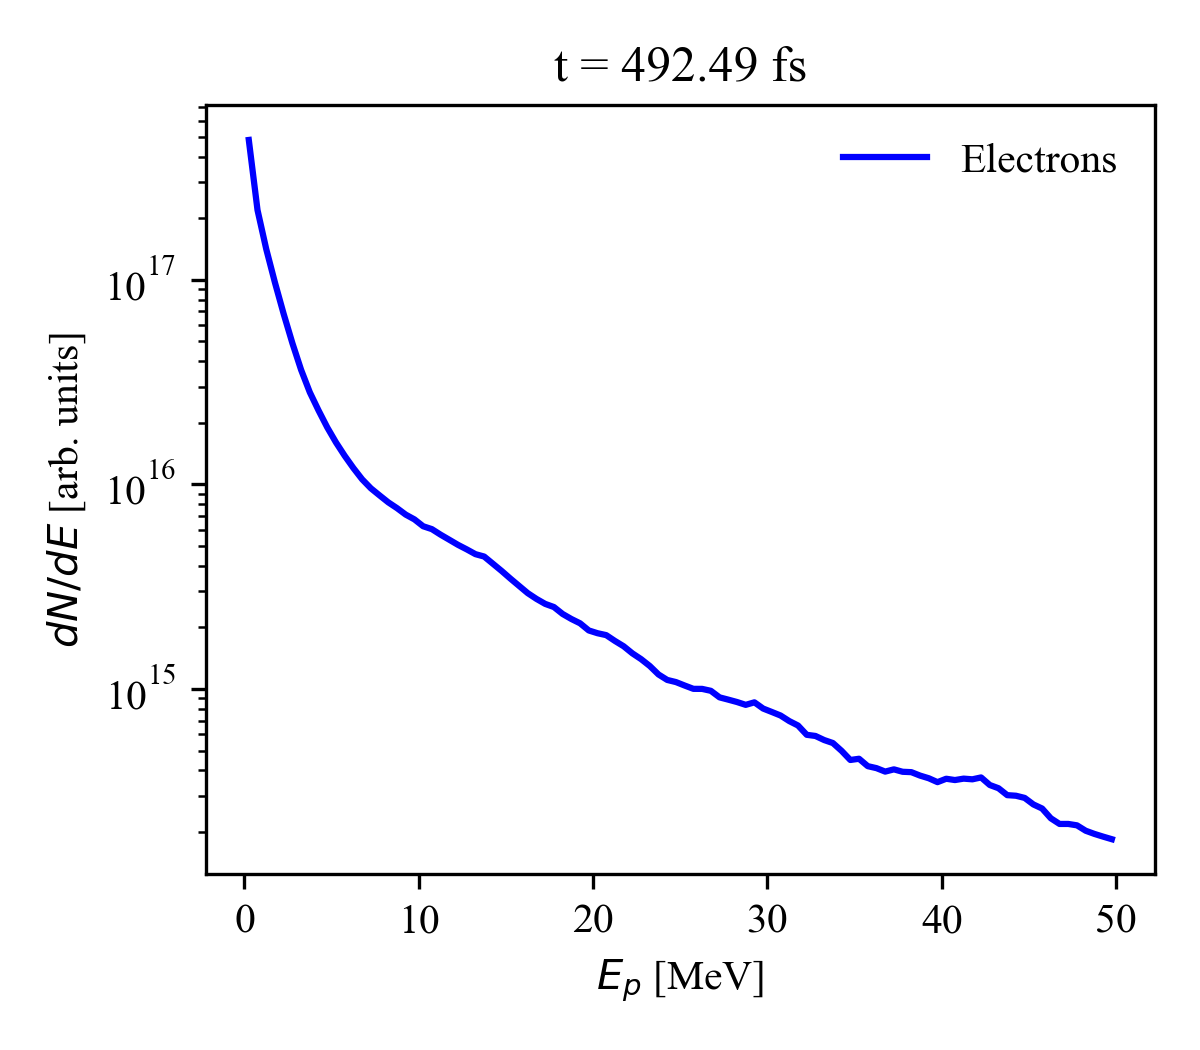 t = 492.49 fs
Electrons
10^17
10^16
10^15
dN/dE [arb. units]
0 10 20 30 40 50
E_p [MeV]